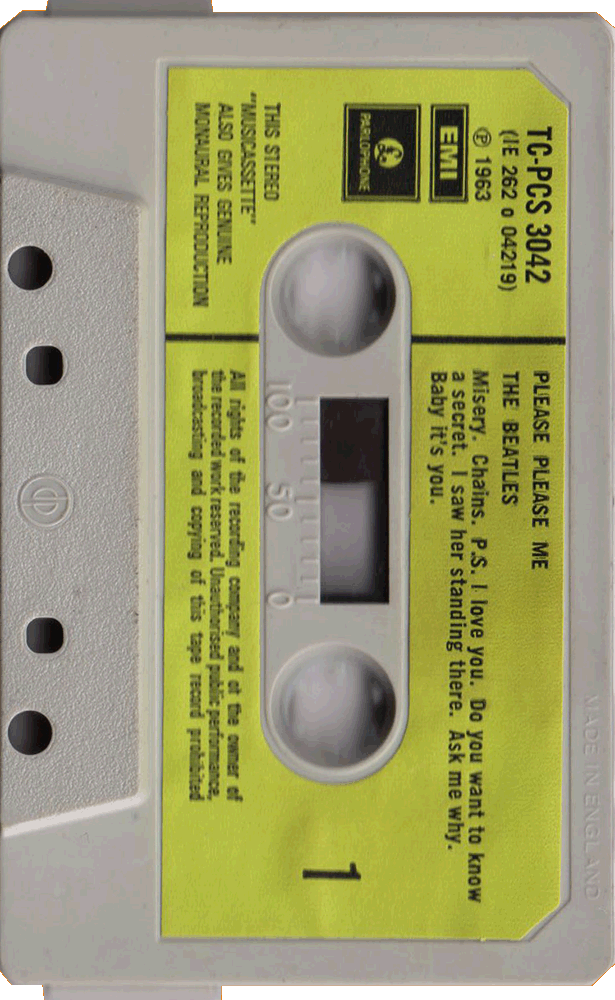 TC-PCS 3042
(IE 262 o 04219)
℗ 1963
EMI
PARLOPHONE
£
THIS STEREO
"MUSICASSETTE"
ALSO GIVES GENUINE
MONAURAL REPRODUCTION
PLEASE PLEASE ME
THE BEATLES
Misery. Chains. P.S. I love you. Do you want to know
a secret. I saw her standing there. Ask me why.
Baby it's you.
100 50 0
All rights of the recording company and of the owner of
the recorded work reserved. Unauthorised public performance,
broadcasting and copying of this tape record prohibited
1
MADE IN ENGLAND